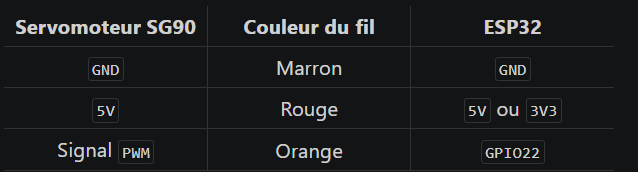 Servomoteur SG90 Couleur du fil ESP32
GND Marron GND
5V Rouge 5V ou 3V3
Signal PWM Orange GPIO22